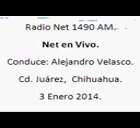 Radio Net 1490 AM.
Net en Vivo.
Conduce: Alejandro Velasco.
Cd. Juárez, Chihuahua.
3 Enero 2014.